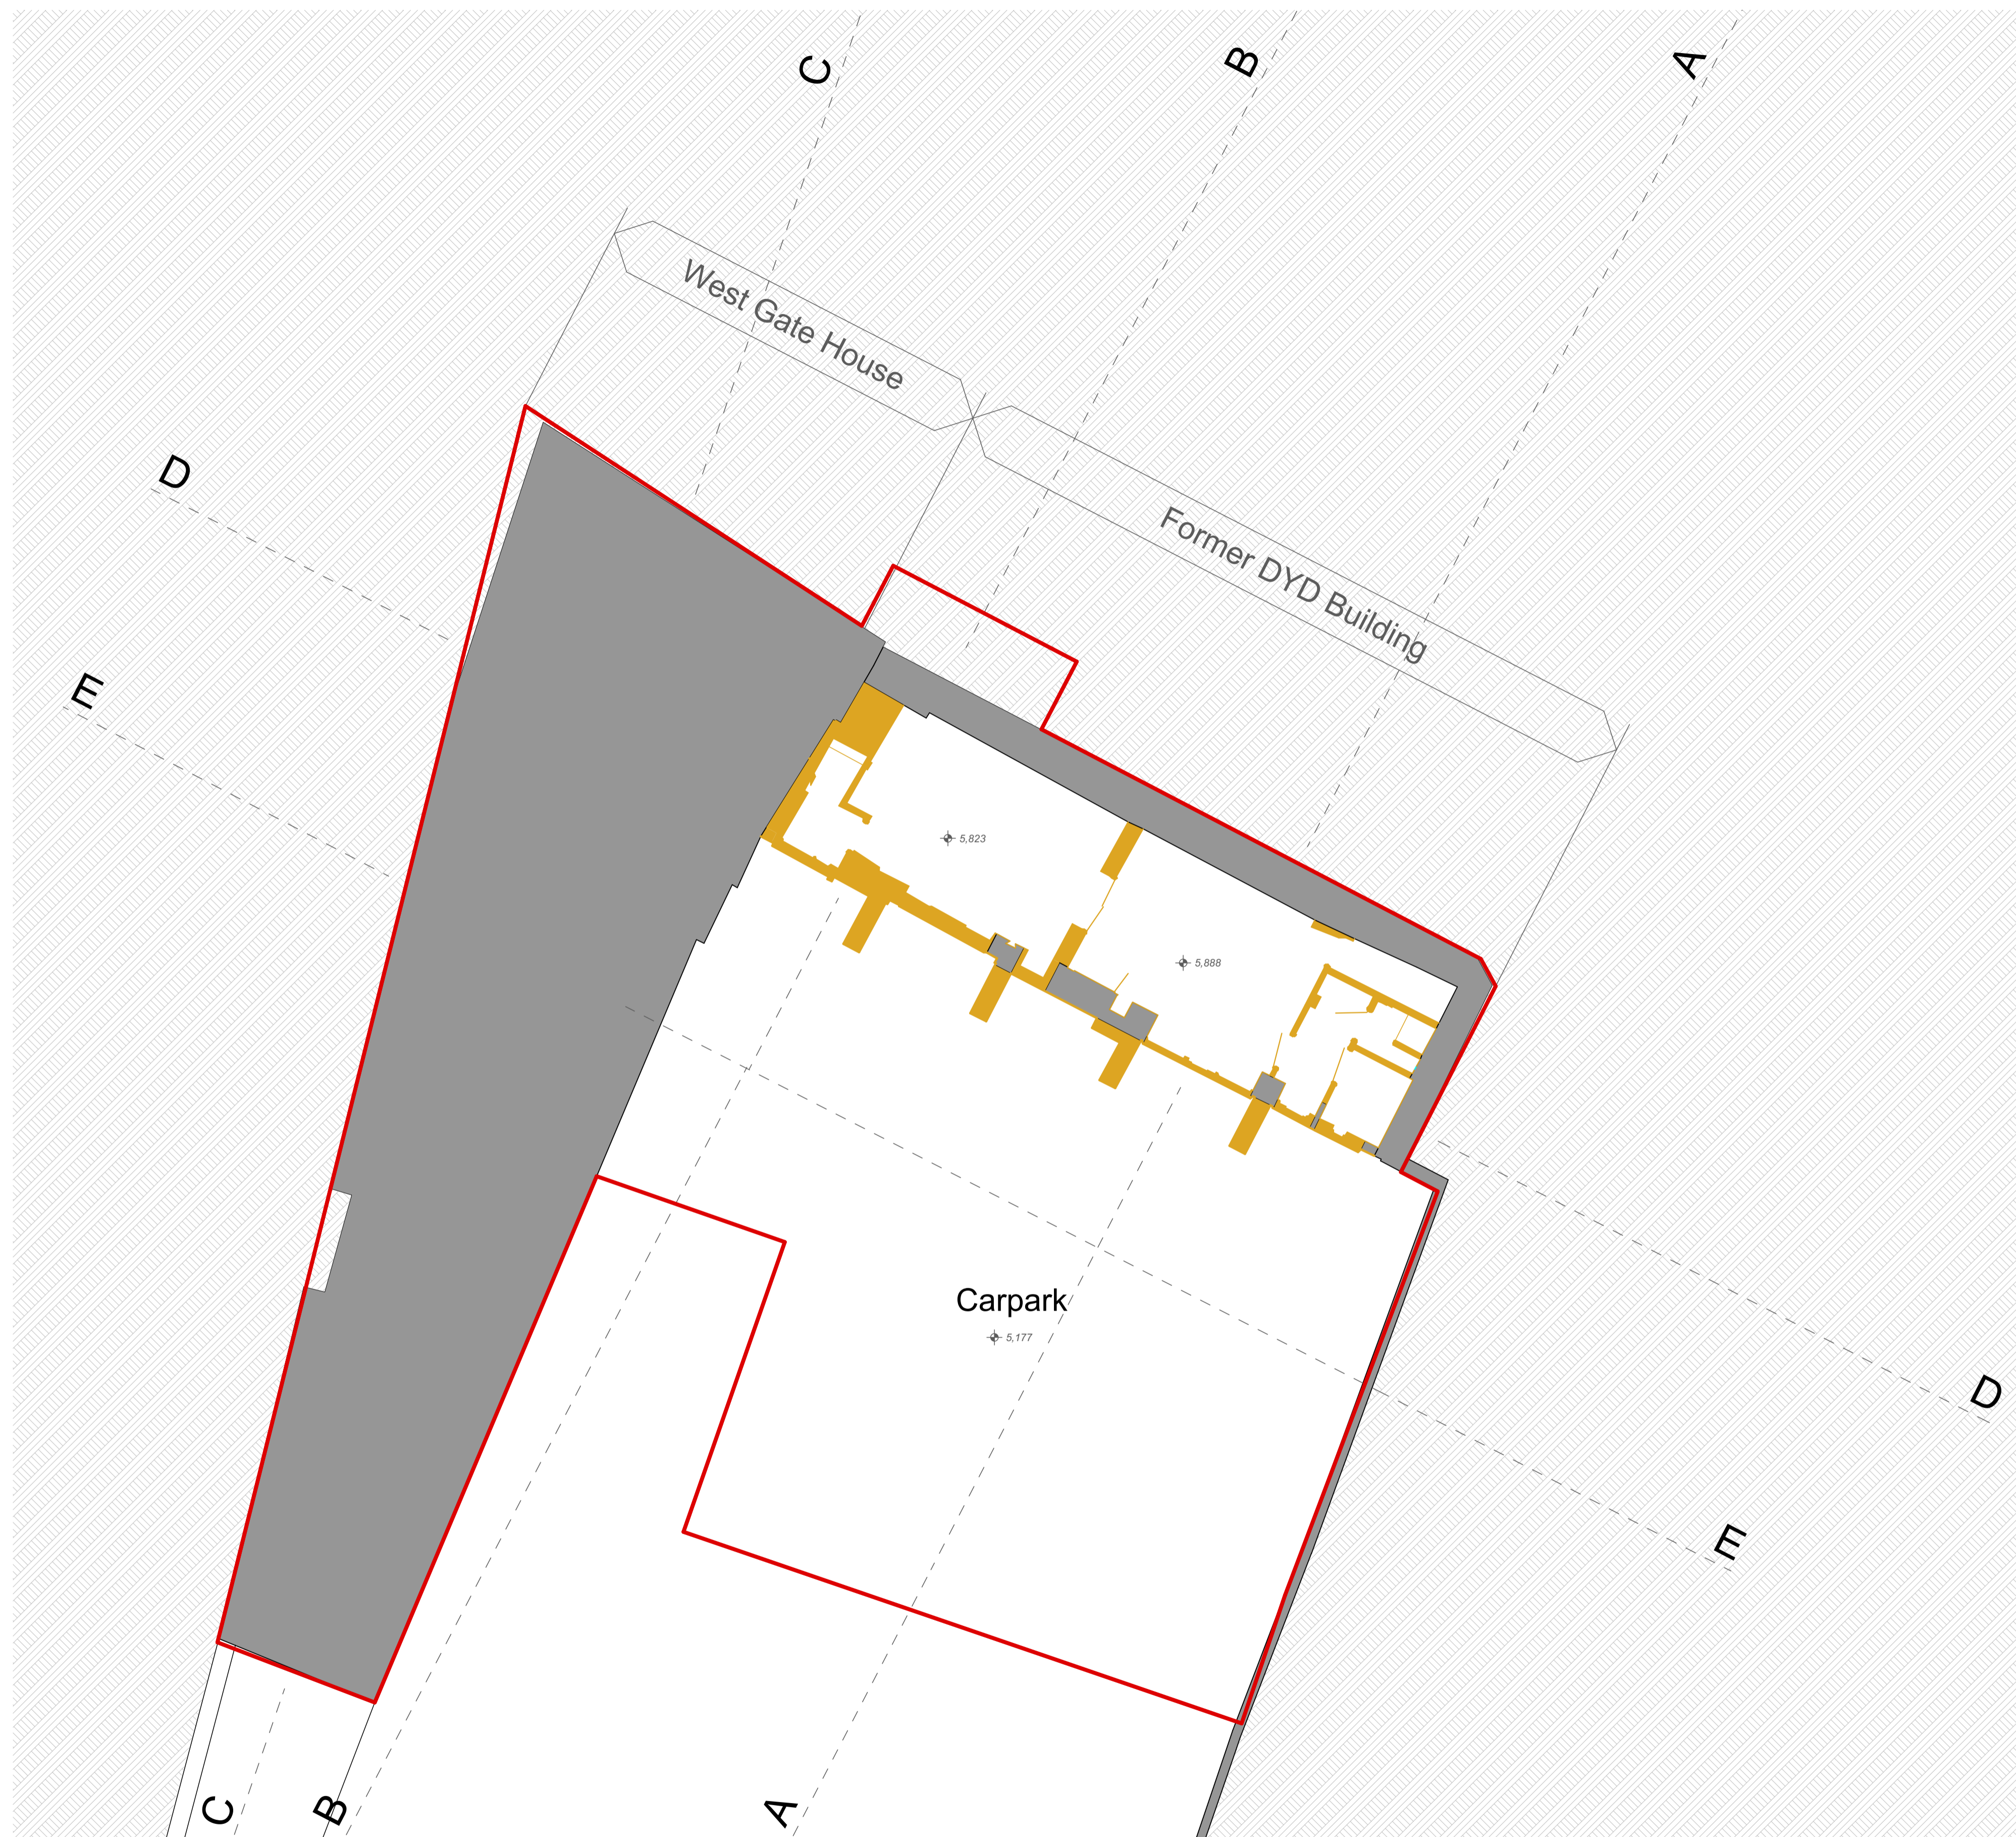 C
B
A
West Gate House
D
Former DYD Building
E
5,823
5,888
Carpark
5,177
D
E
C
B
A